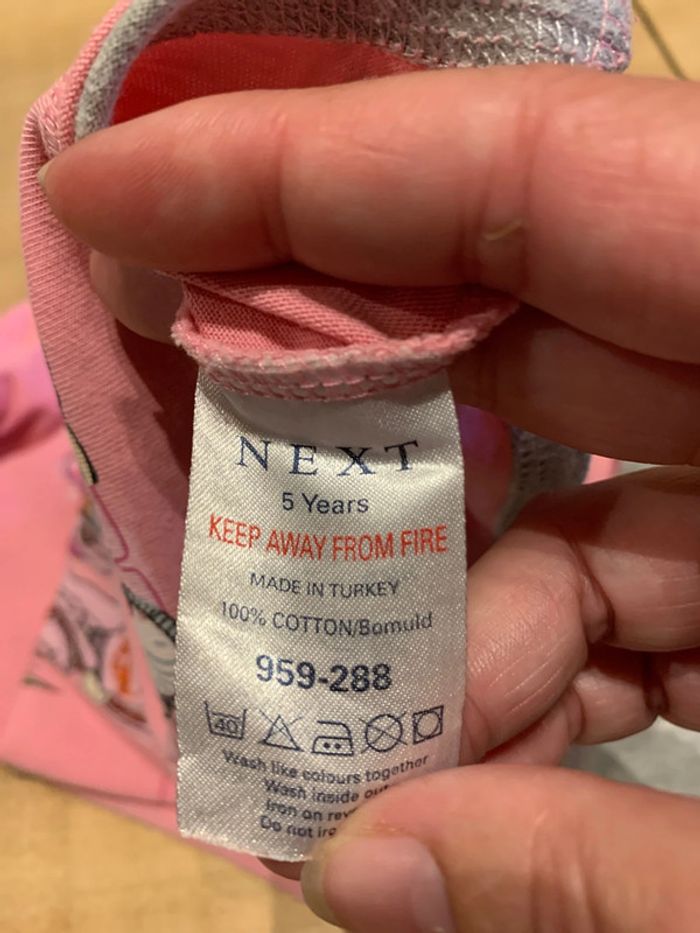 NEXT
5 Years
KEEP AWAY FROM FIRE
MADE IN TURKEY
100% COTTON/Bomuld
959-288
40
Wash like colours together
Wash inside
Iron on
Do not